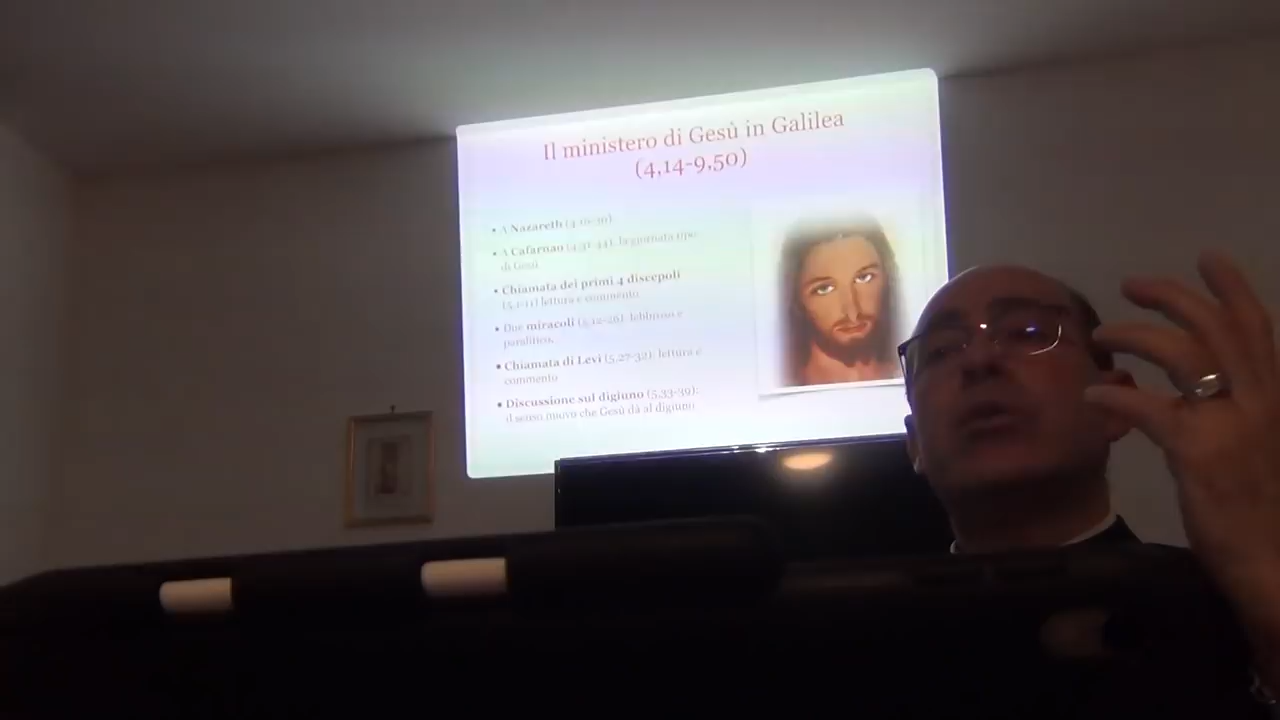 Il ministero di Gesù in Galilea
(4,14-9,50)
• A Nazareth (4,16-30).
• A Cafarnao (4,31-44): la giornata tipo
di Gesù
• Chiamata dei primi 4 discepoli
(5,1-11) lettura e commento
• Due miracoli (5,12-26): lebbroso e
paralitico.
• Chiamata di Levi (5,27-32): lettura e
commento
• Discussione sul digiuno (5,33-39):
il senso nuovo che Gesù dà al digiuno